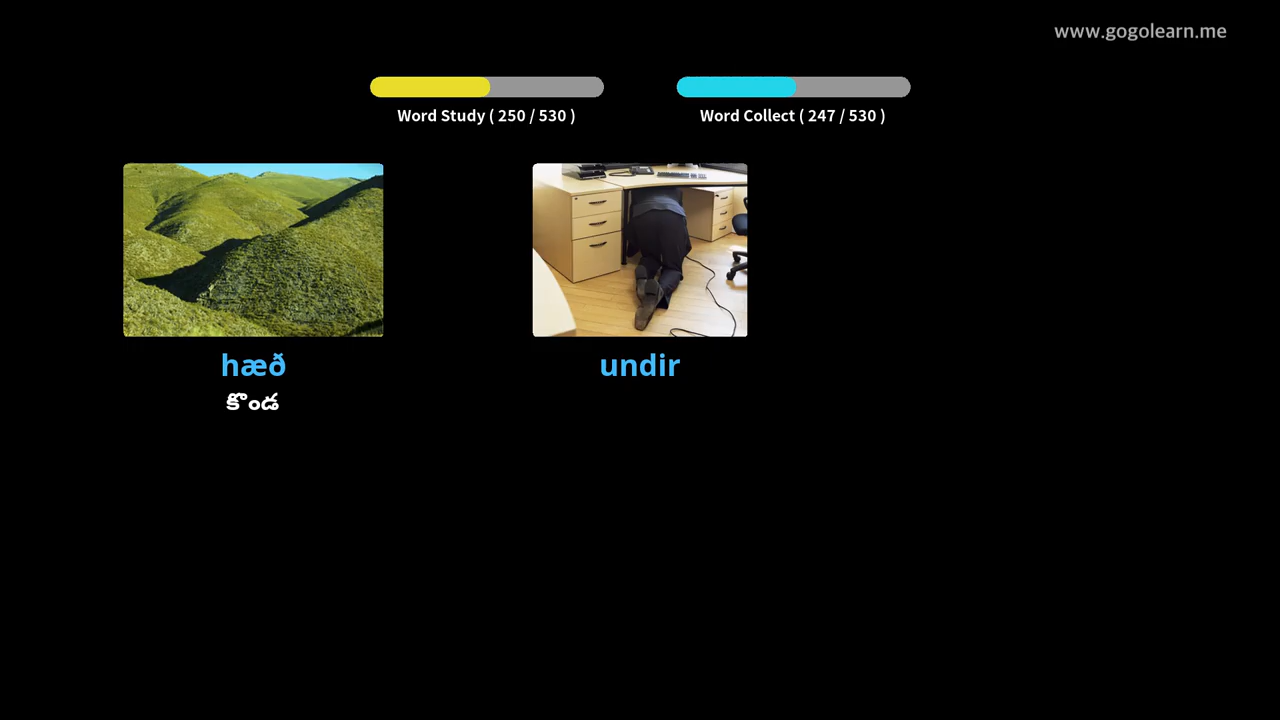 www.gogolearn.me
Word Study ( 250 / 530 )
Word Collect ( 247 / 530 )
hæð
undir
కొండ